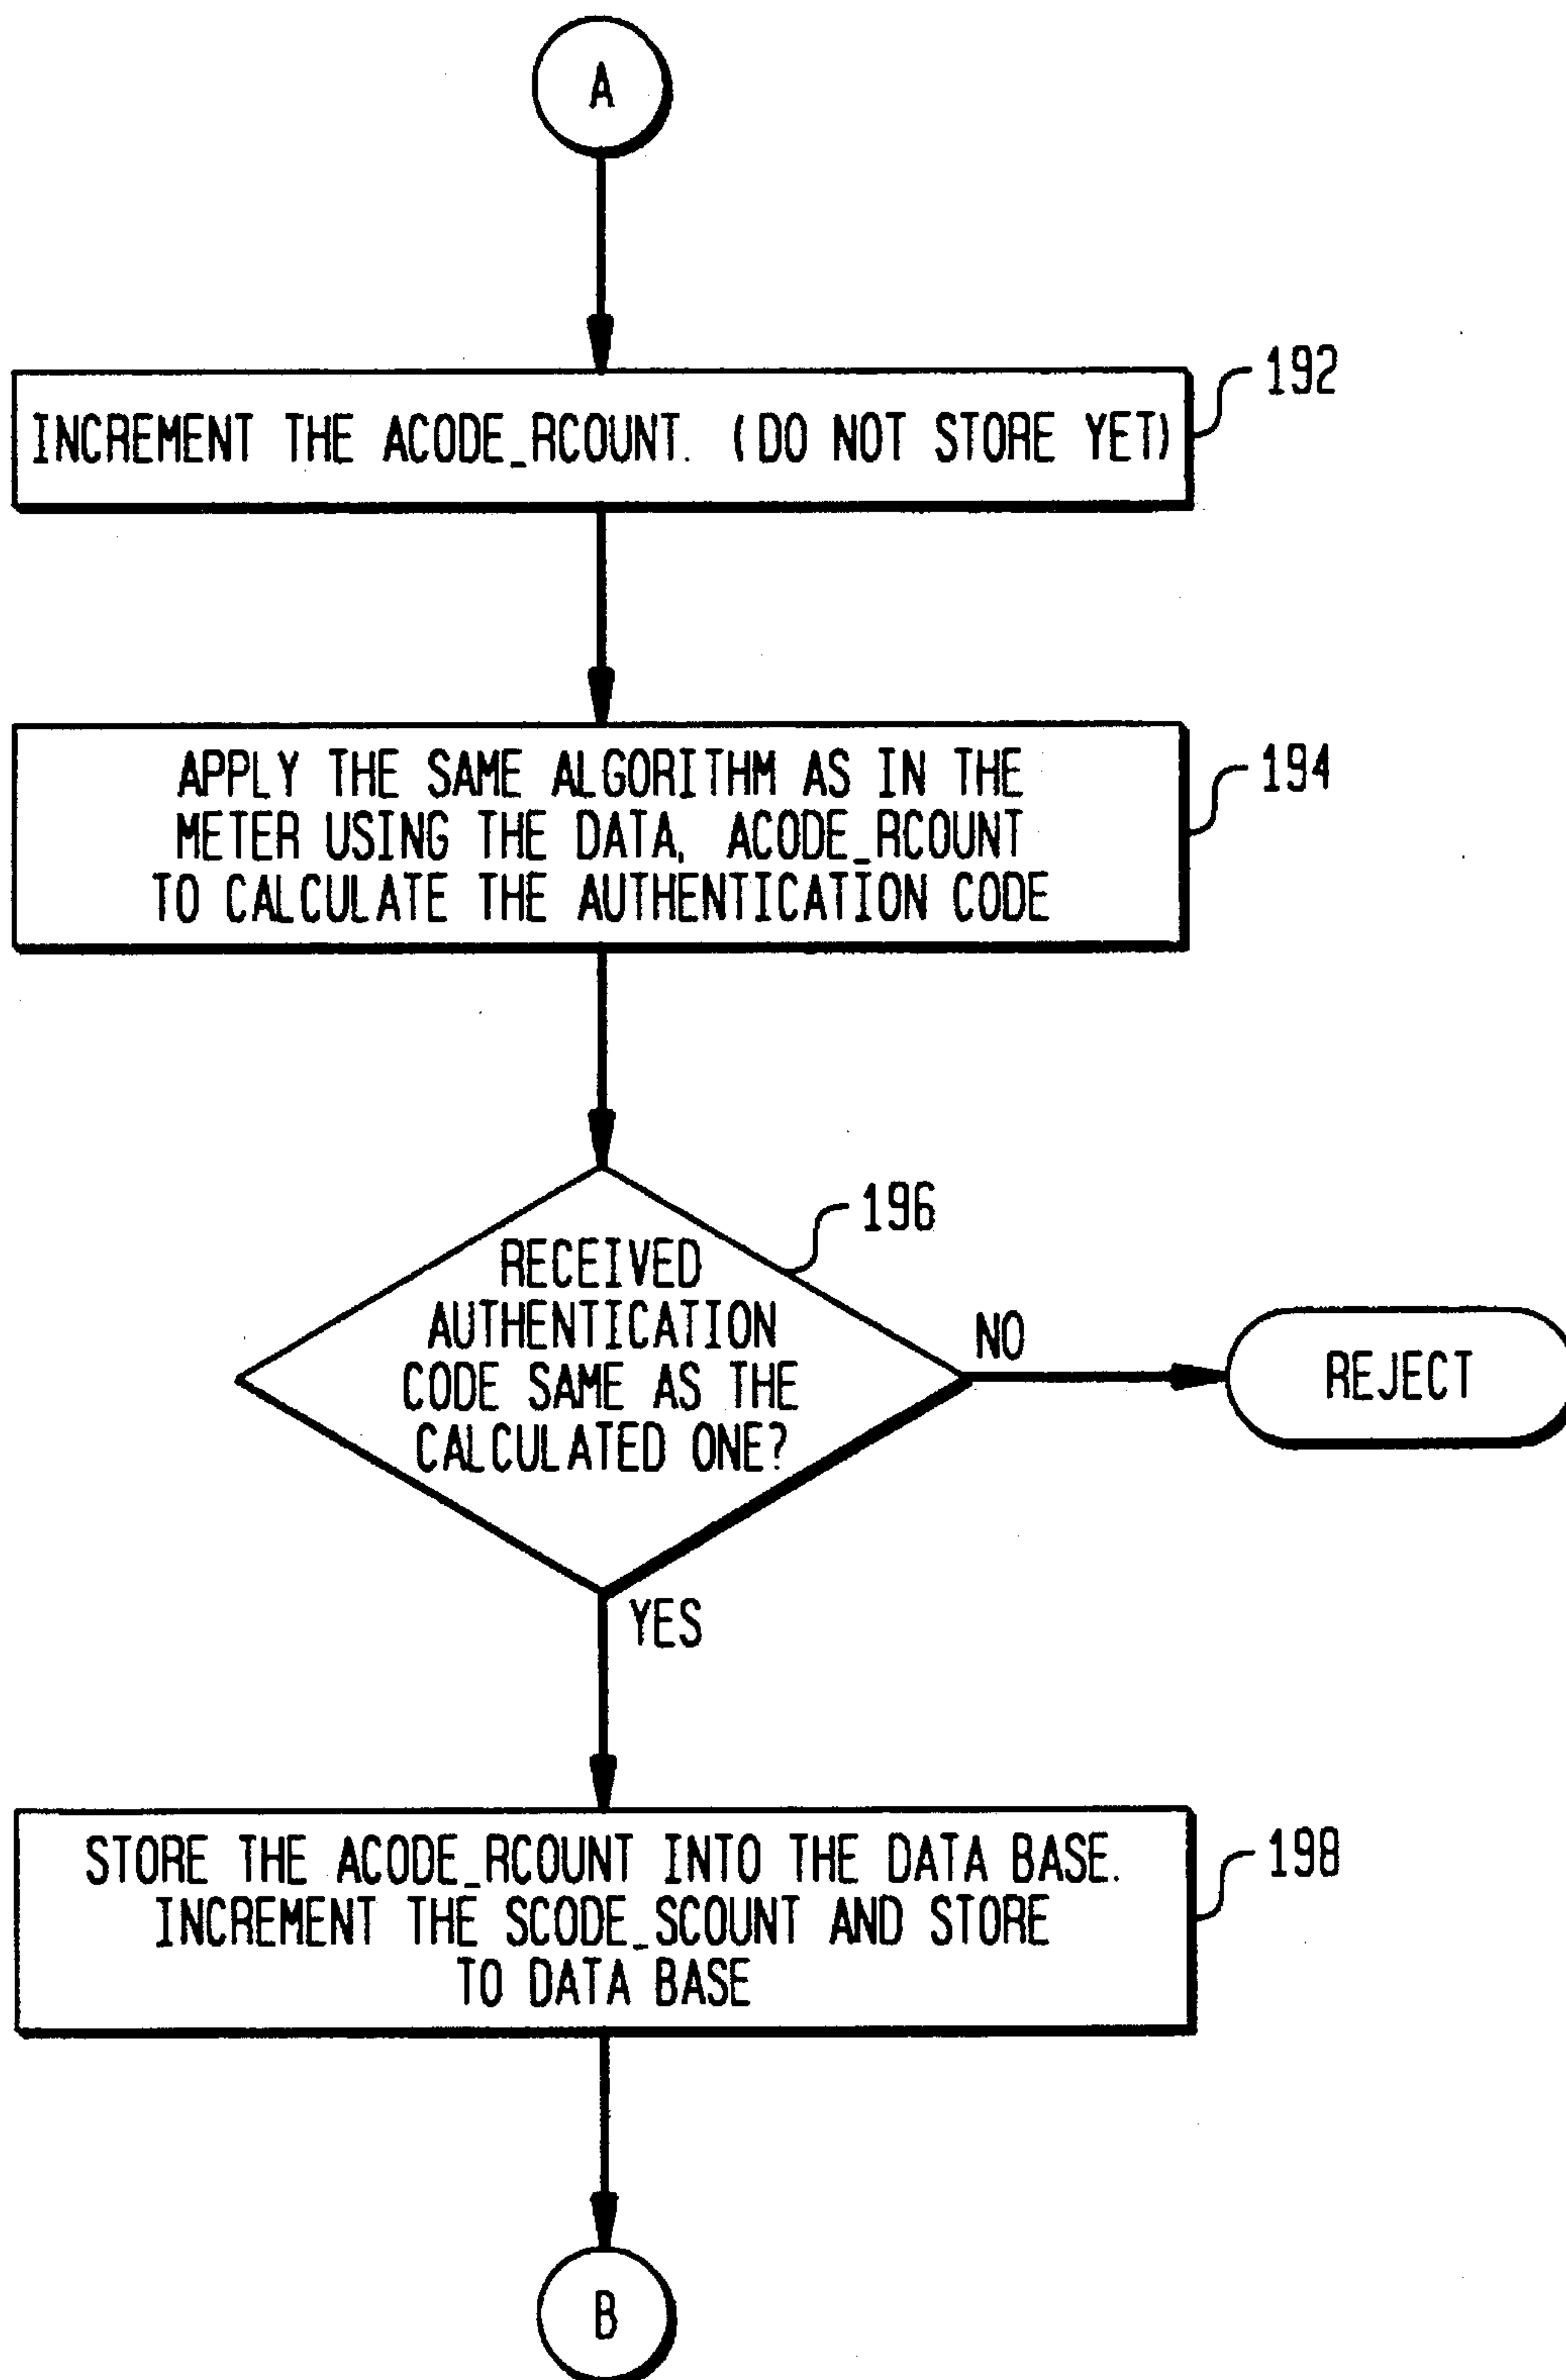 A
192
INCREMENT THE ACODE_RCOUNT. (DO NOT STORE YET)
194
APPLY THE SAME ALGORITHM AS IN THE
METER USING THE DATA, ACODE_RCOUNT
TO CALCULATE THE AUTHENTICATION CODE
196
RECEIVED
AUTHENTICATION
CODE SAME AS THE
CALCULATED ONE?
NO
REJECT
YES
198
STORE THE ACODE_RCOUNT INTO THE DATA BASE.
INCREMENT THE SCODE_SCOUNT AND STORE
TO DATA BASE
B